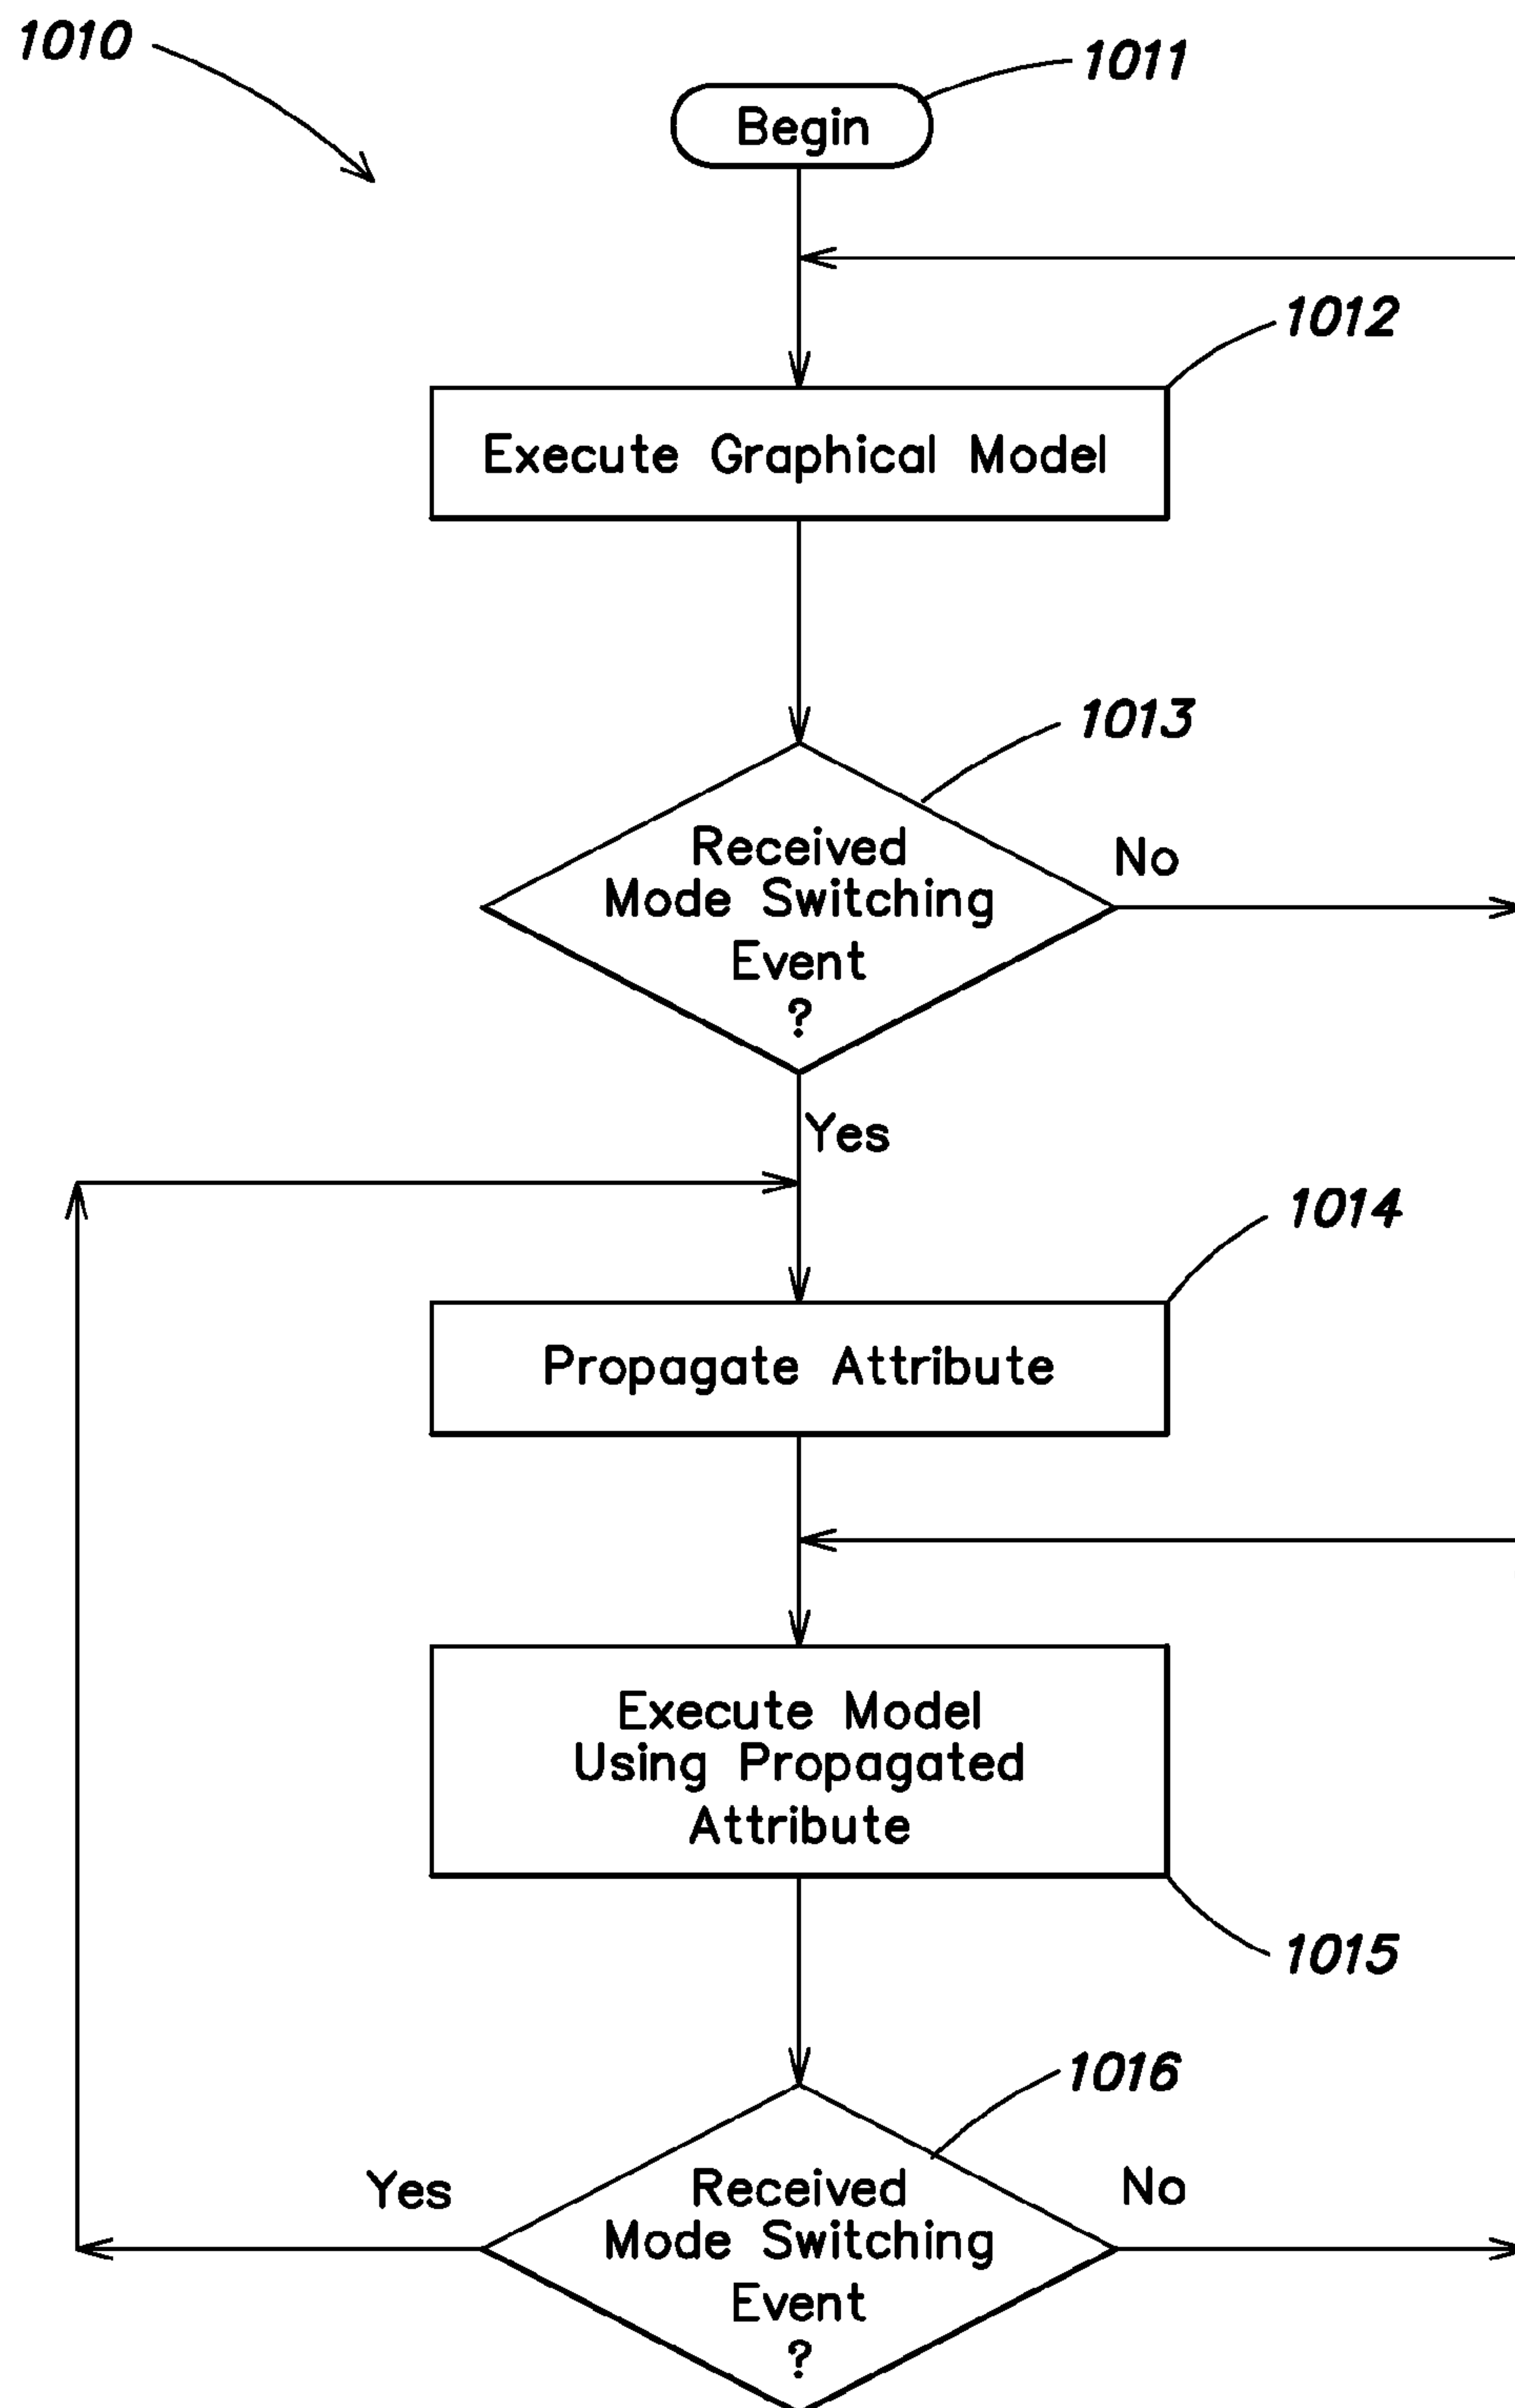 1010
1011
Begin
1012
Execute Graphical Model
1013
Received
Mode Switching
Event
?
No
Yes
1014
Propagate Attribute
Execute Model
Using Propagated
Attribute
1015
1016
Received
Mode Switching
Event
?
Yes
No